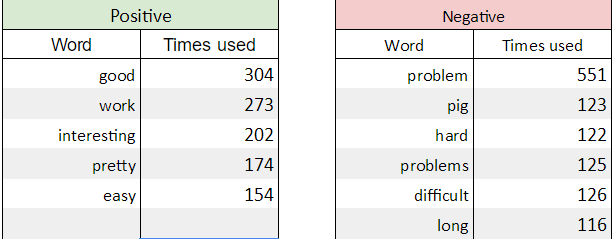 Positive
Word Times used
good 304
work 273
interesting 202
pretty 174
easy 154
Negative
Word Times used
problem 551
pig 123
hard 122
problems 125
difficult 126
long 116